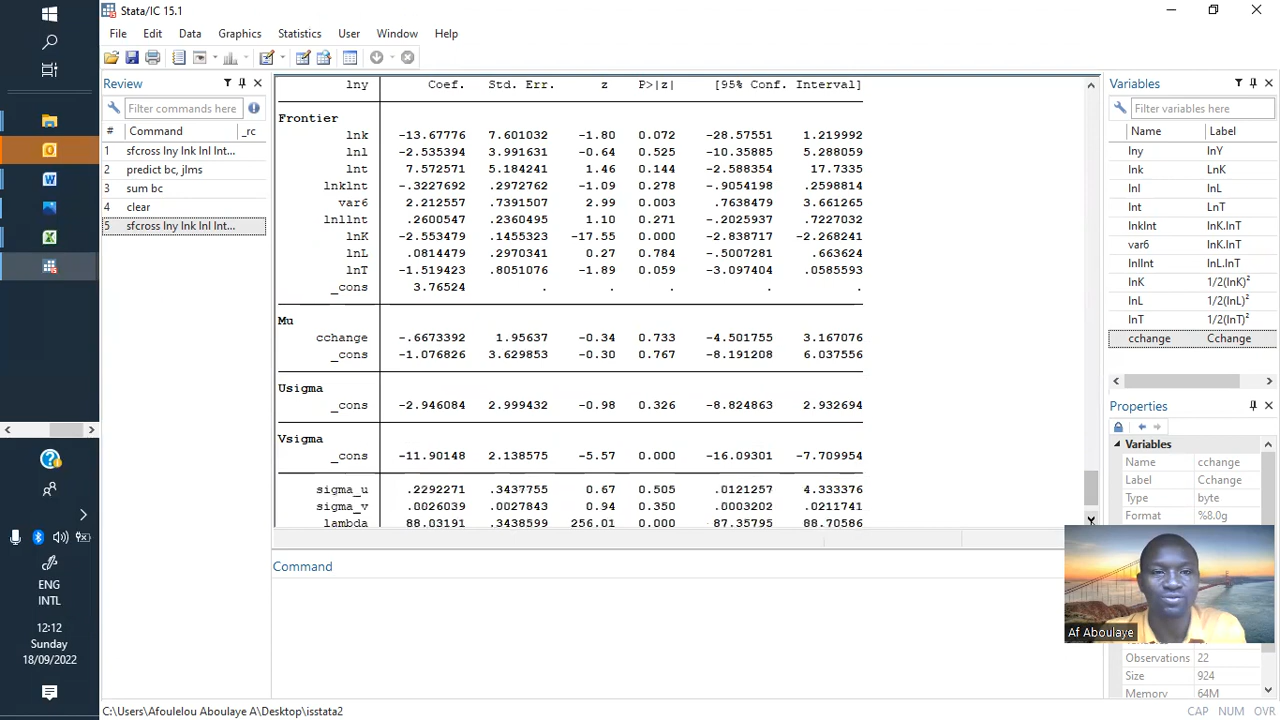 Stata/IC 15.1
File Edit Data Graphics Statistics User Window Help
Review
Filter commands here
# Command _rc
1 sfcross lny lnk lnl lnt...
2 predict bc, jlms
3 sum bc
4 clear
5 sfcross lny lnk lnl lnt...
lny Coef. Std. Err. z P>|z| [95% Conf. Interval]
Frontier
lnk -13.67776 7.601032 -1.80 0.072 -28.57551 1.219992
lnl -2.535394 3.991631 -0.64 0.525 -10.35885 5.288059
lnt 7.572571 5.184241 1.46 0.144 -2.588354 17.7335
lnklnt -.3227692 .2972762 -1.09 0.278 -.9054198 .2598814
var6 2.212557 .7391507 2.99 0.003 .7638479 3.661265
lnllnt .2600547 .2360495 1.10 0.271 -.2025937 .7227032
lnK -2.553479 .1455323 -17.55 0.000 -2.838717 -2.268241
lnL .0814479 .2970341 0.27 0.784 -.5007281 .663624
lnT -1.519423 .8051076 -1.89 0.059 -3.097404 .0585593
_cons 3.76524 . . . . .
Mu
cchange -.6673392 1.95637 -0.34 0.733 -4.501755 3.167076
_cons -1.076826 3.629853 -0.30 0.767 -8.191208 6.037556
Usigma
_cons -2.946084 2.999432 -0.98 0.326 -8.824863 2.932694
Vsigma
_cons -11.90148 2.138575 -5.57 0.000 -16.09301 -7.709954
sigma_u .2292271 .3437755 0.67 0.505 .0121257 4.333376
sigma_v .0026039 .0027843 0.94 0.350 .0003202 .0211741
lambda 88.03191 .3438599 256.01 0.000 87.35795 88.70586
Command
Variables
Filter variables here
Name Label
lny lnY
lnk LnK
lnl lnL
lnt LnT
lnklnt lnK.lnT
var6 lnK.lnT
lnllnt lnL.lnT
lnK 1/2(lnK)²
lnL 1/2(lnL)²
lnT 1/2(lnT)²
cchange Cchange
Properties
Variables
Name cchange
Label Cchange
Type byte
Format %8.0g
Af Aboulaye
Observations 22
Size 924
Memory 64M
ENG
INTL
12:12
Sunday
18/09/2022
C:\Users\Afoulelou Aboulaye A\Desktop\isstata2
CAP NUM OVR